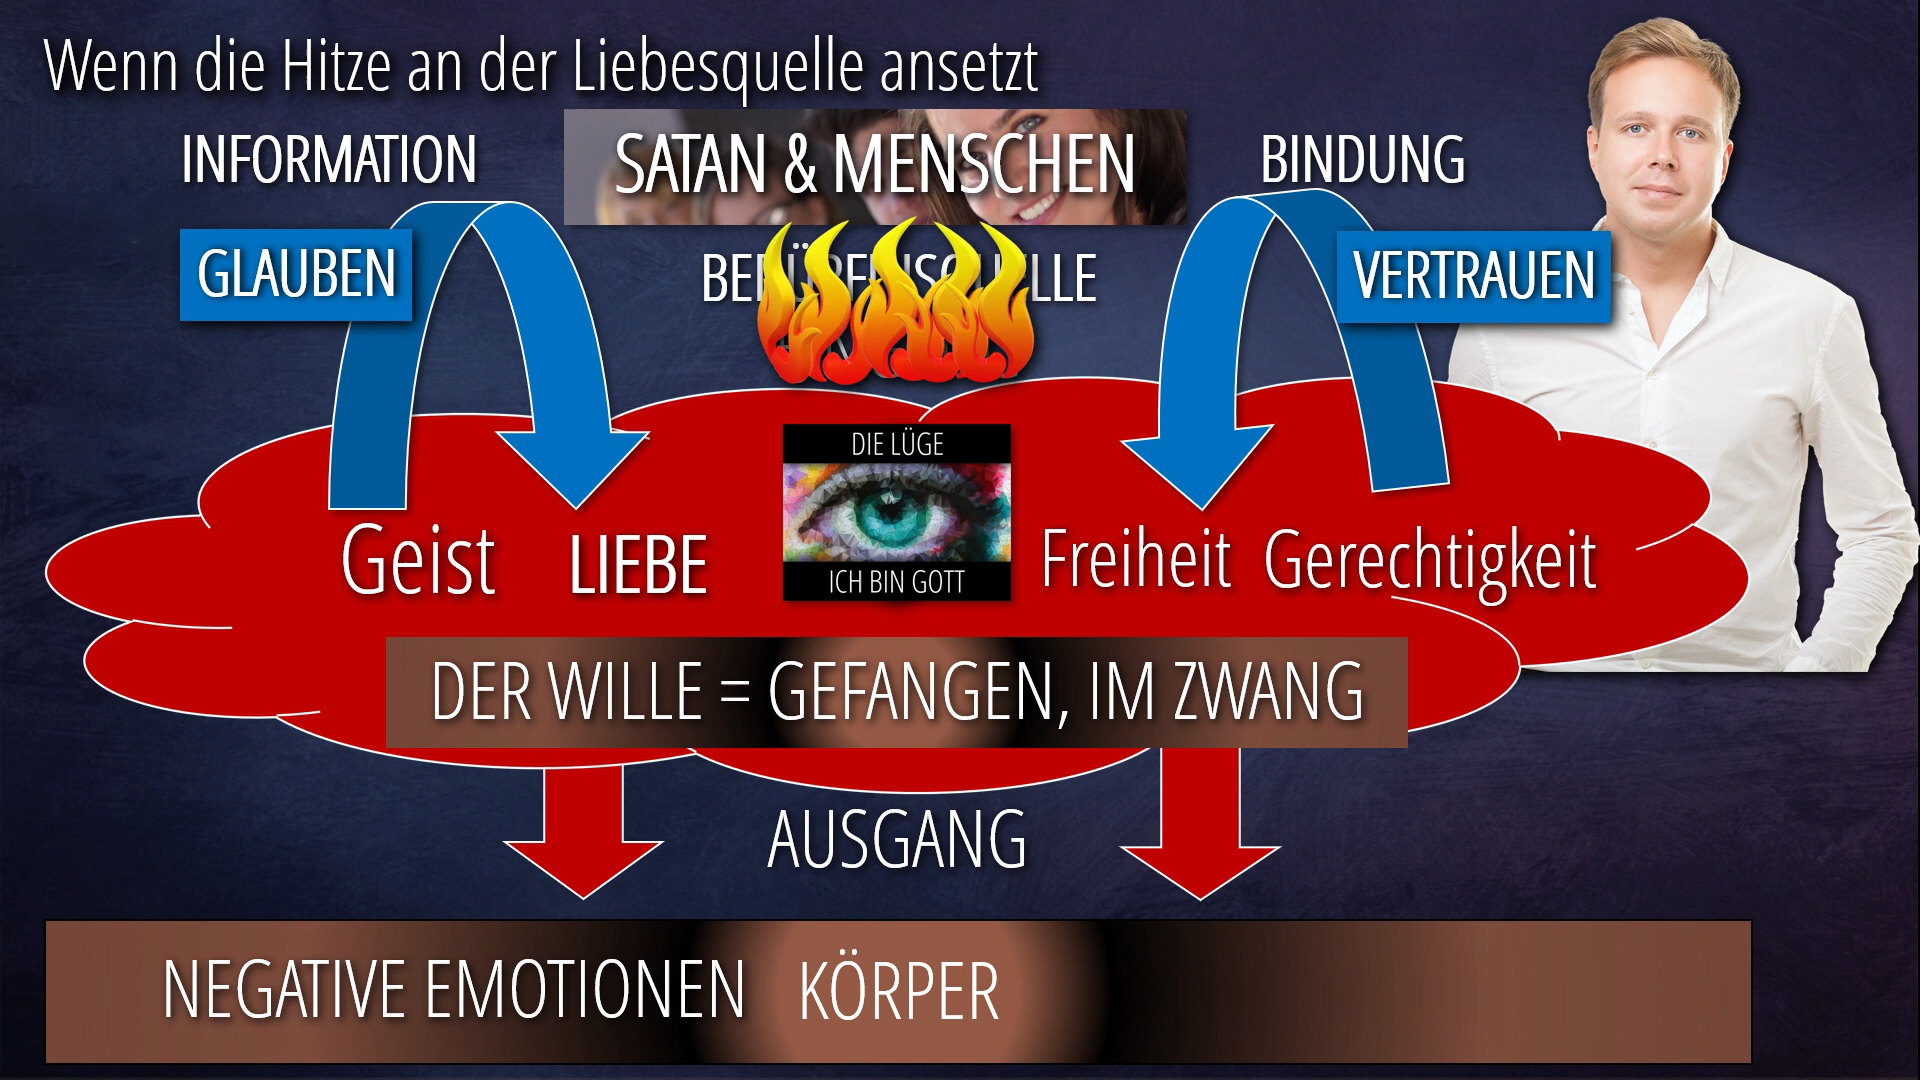 Wenn die Hitze an der Liebesquelle ansetzt
INFORMATION
SATAN & MENSCHEN
BINDUNG
GLAUBEN
VERTRAUEN
DIE LÜGE
ICH BIN GOTT
Geist
LIEBE
Freiheit
Gerechtigkeit
DER WILLE = GEFANGEN, IM ZWANG
AUSGANG
NEGATIVE EMOTIONEN
KÖRPER